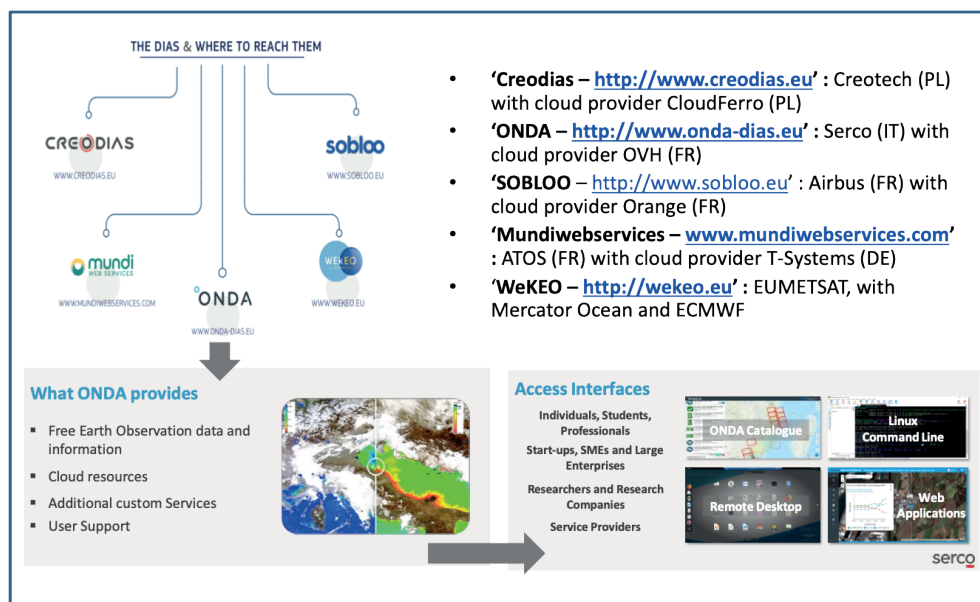 THE DIAS & WHERE TO REACH THEM
CREODIAS
WWW.CREODIAS.EU
sobloo
WWW.SOBLOO.EU
mundi
WEB SERVICES
WWW.MUNDIWEBSERVICES.COM
WEKEO
WWW.WEKEO.EU
ONDA
WWW.ONDA-DIAS.EU
• ‘Creodias – http://www.creodias.eu’ : Creotech (PL)
with cloud provider CloudFerro (PL)
• ‘ONDA – http://www.onda-dias.eu’ : Serco (IT) with
cloud provider OVH (FR)
• ‘SOBLOO – http://www.sobloo.eu’ : Airbus (FR) with
cloud provider Orange (FR)
• ‘Mundiwebservices – www.mundiwebservices.com’
: ATOS (FR) with cloud provider T-Systems (DE)
• ‘WeKEO – http://wekeo.eu’ : EUMETSAT, with
Mercator Ocean and ECMWF
What ONDA provides
▪ Free Earth Observation data and
information
▪ Cloud resources
▪ Additional custom Services
▪ User Support
Access Interfaces
Individuals, Students,
Professionals
Start-ups, SMEs and Large
Enterprises
Researchers and Research
Companies
Service Providers
ONDA Catalogue
Linux
Command Line
Remote Desktop
Web
Applications
serco